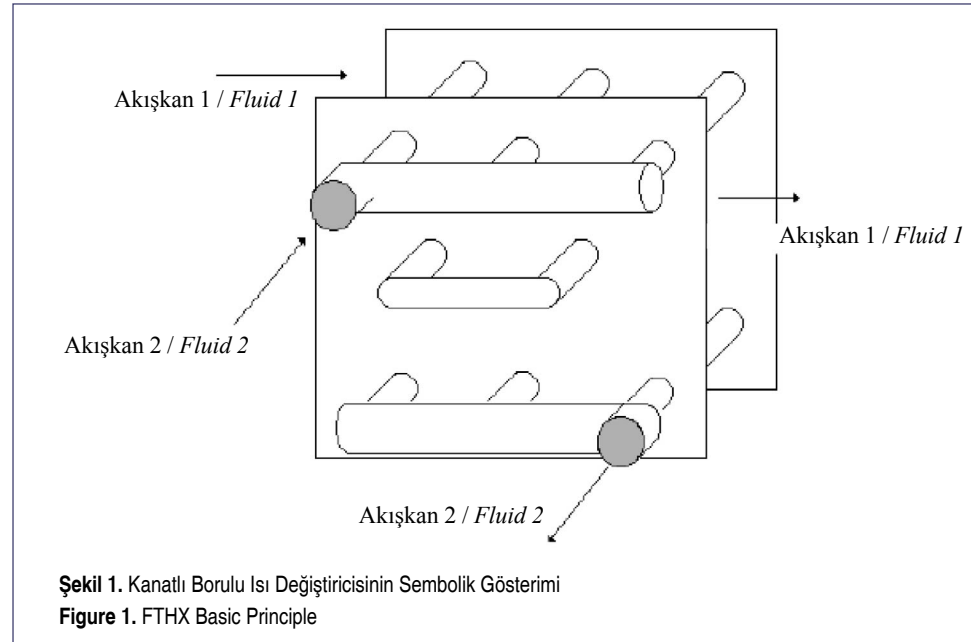 Akışkan 1 / Fluid 1
Akışkan 1 / Fluid 1
Akışkan 2 / Fluid 2
Akışkan 2 / Fluid 2
Şekil 1. Kanatlı Borulu Isı Değiştiricisinin Sembolik Gösterimi
Figure 1. FTHX Basic Principle